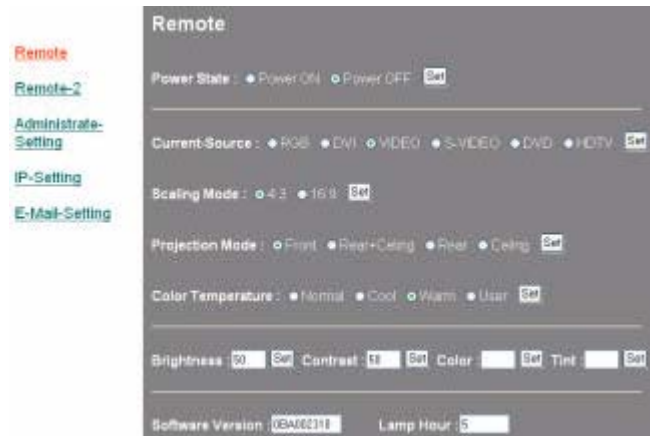 Remote
Remote
Remote-2
Administrate-
Setting
IP-Setting
E-Mail-Setting
Power State : Power ON Power OFF Set
Current-Source : RGB DVI VIDEO S-VIDEO DVD HDTV Set
Scaling Mode : 4:3 16:9 Set
Projection Mode : Front Rear+Ceiling Rear Ceiling Set
Color Temperature : Normal Cool Warm User Set
Brightness 50 Set Contrast 50 Set Color Set Tint Set
Software Version Lamp Hour 5